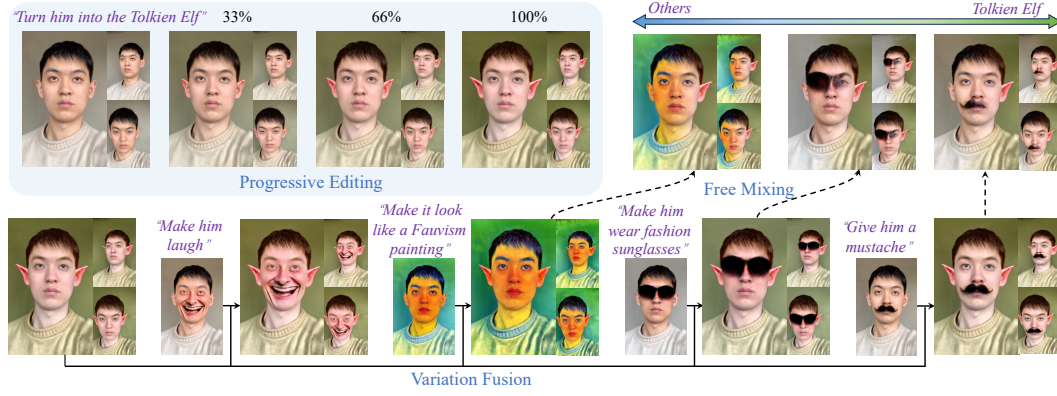 "Turn him into the Tolkien Elf"
33%
66%
100%
Others
Tolkien Elf
Progressive Editing
Free Mixing
"Make him
laugh"
"Make it look
like a Fauvism
painting"
"Make him
wear fashion
sunglasses"
"Give him a
mustache"
Variation Fusion